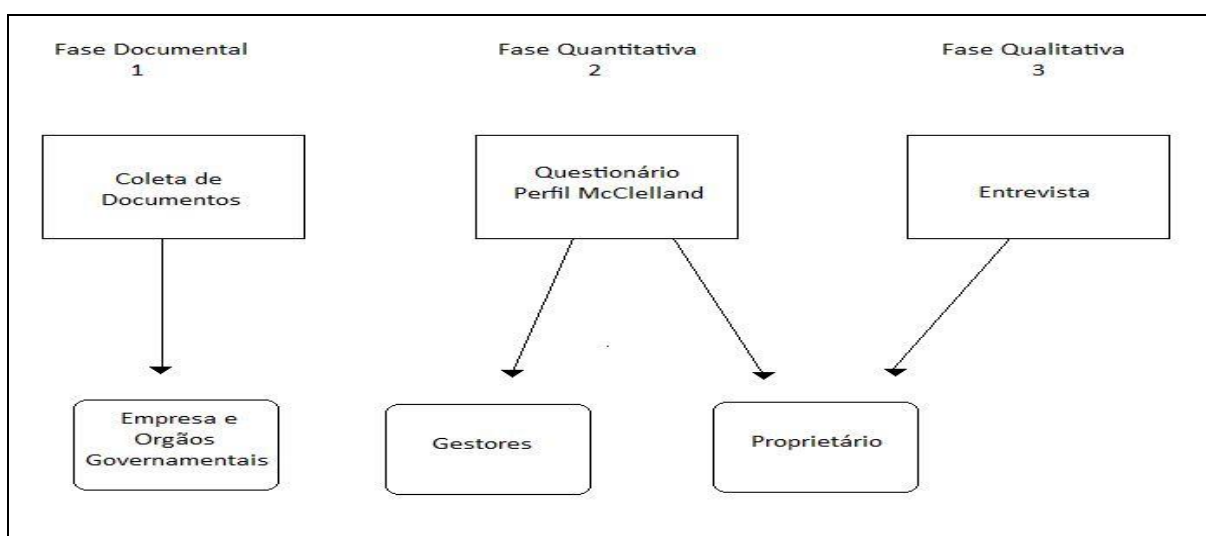 Fase Documental
1
Fase Quantitativa
2
Fase Qualitativa
3
Coleta de
Documentos
Questionário
Perfil McClelland
Entrevista
Empresa e
Orgãos
Governamentais
Gestores
Proprietário